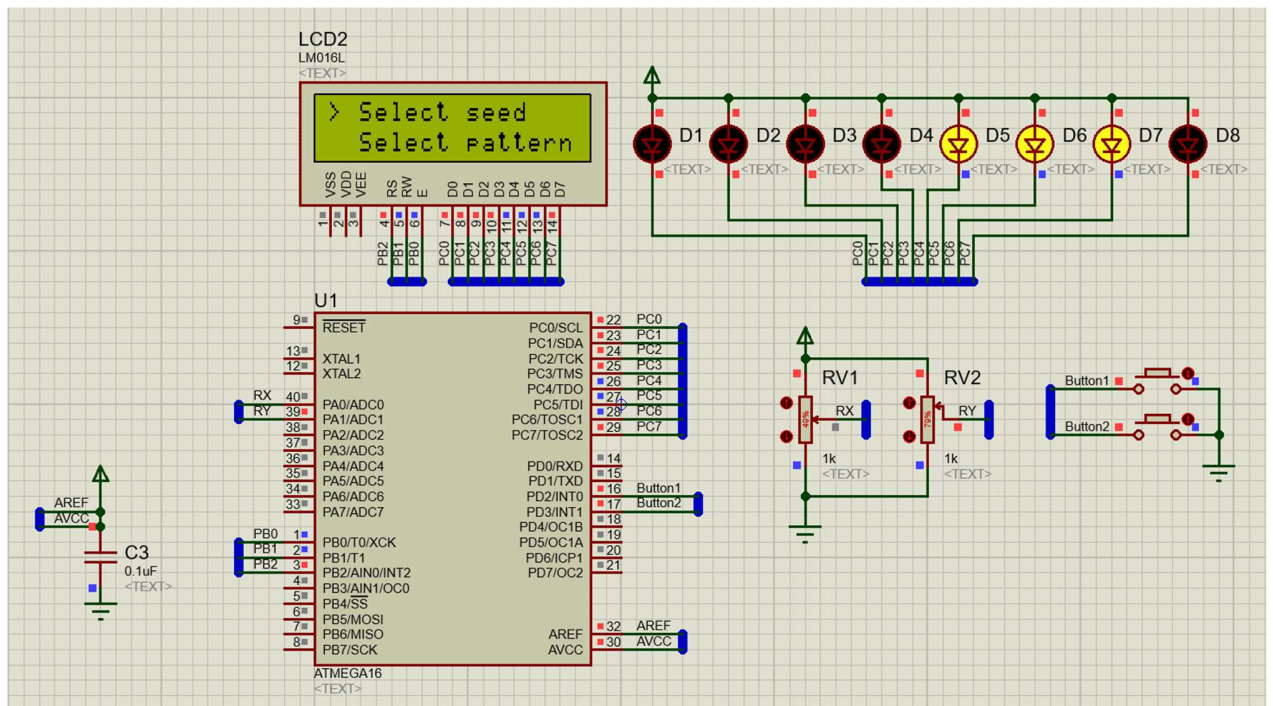 LCD2
LM016L
<TEXT>
> Select seed
Select pattern
VSS VDD VEE RS RW E D0 D1 D2 D3 D4 D5 D6 D7
1 2 3 4 5 6 7 8 9 10 11 12 13 14
PB2 PB1 PB0 PC0 PC1 PC2 PC3 PC4 PC5 PC6 PC7
D1 D2 D3 D4 D5 D6 D7 D8
<TEXT> <TEXT> <TEXT> <TEXT> <TEXT> <TEXT> <TEXT> <TEXT>
PC0 PC1 PC2 PC3 PC4 PC5 PC6 PC7
U1
9 RESET PC0/SCL 22 PC0
PC1/SDA 23 PC1
13 XTAL1 PC2/TCK 24 PC2
12 XTAL2 PC3/TMS 25 PC3
PC4/TDO 26 PC4
RX 40 PA0/ADC0 PC5/TDI 27 PC5
RY 39 PA1/ADC1 PC6/TOSC1 28 PC6
38 PA2/ADC2 PC7/TOSC2 29 PC7
37 PA3/ADC3
36 PA4/ADC4 PD0/RXD 14
35 PA5/ADC5 PD1/TXD 15
34 PA6/ADC6 PD2/INT0 16 Button1
33 PA7/ADC7 PD3/INT1 17 Button2
PD4/OC1B 18
PB0 1 PB0/T0/XCK PD5/OC1A 19
PB1 2 PB1/T1 PD6/ICP1 20
PB2 3 PB2/AIN0/INT2 PD7/OC2 21
4 PB3/AIN1/OC0
5 PB4/SS
6 PB5/MOSI
7 PB6/MISO AREF 32 AREF
8 PB7/SCK AVCC 30 AVCC
ATMEGA16
<TEXT>
RV1
49%
RX
1k
<TEXT>
RV2
79%
RY
1k
<TEXT>
Button1
Button2
AREF
AVCC
C3
0.1uF
<TEXT>